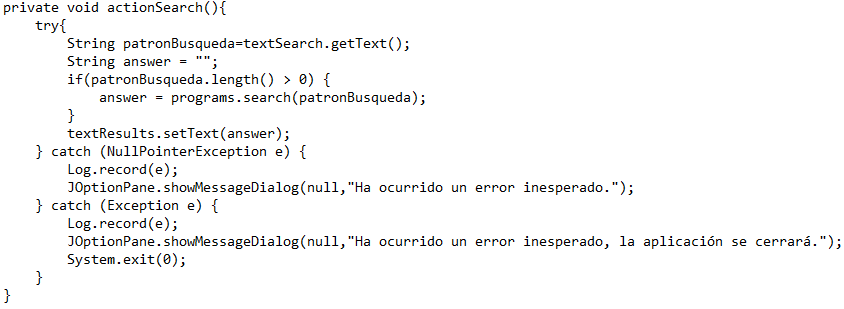 private void actionSearch(){
    try{
        String patronBusqueda=textSearch.getText();
        String answer = "";
        if(patronBusqueda.length() > 0) {
            answer = programs.search(patronBusqueda);
        }
        textResults.setText(answer);
    } catch (NullPointerException e) {
        Log.record(e);
        JOptionPane.showMessageDialog(null,"Ha ocurrido un error inesperado.");
    } catch (Exception e) {
        Log.record(e);
        JOptionPane.showMessageDialog(null,"Ha ocurrido un error inesperado, la aplicación se cerrará.");
        System.exit(0);
    }
}